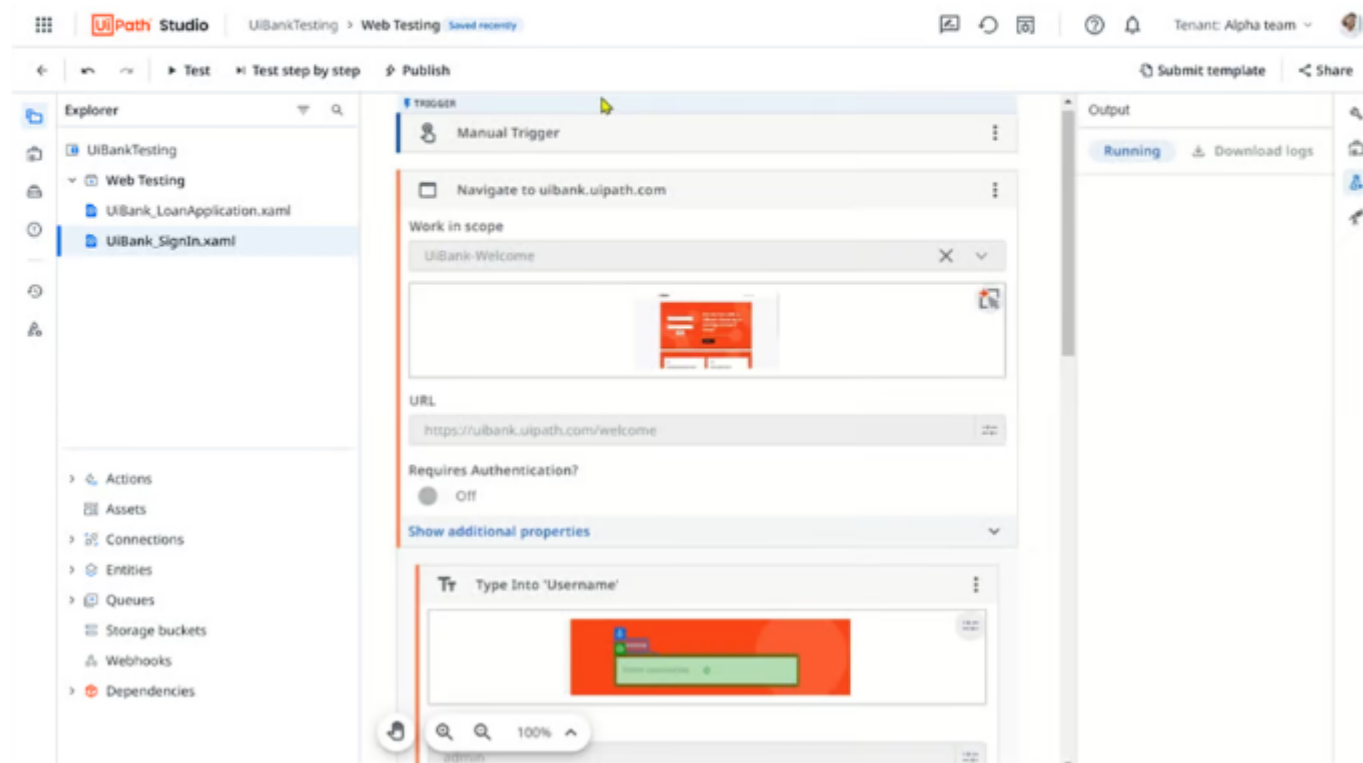 UiPath Studio UiBankTesting > Web Testing Saved recently Tenant: Alpha team
Test Test step by step Publish Submit template Share
Explorer
UiBankTesting
Web Testing
UiBank_LoanApplication.xaml
UiBank_SignIn.xaml
Actions
Assets
Connections
Entities
Queues
Storage buckets
Webhooks
Dependencies
TRIGGER
Manual Trigger
Navigate to uibank.uipath.com
Work in scope
UiBank-Welcome
URL
https://uibank.uipath.com/welcome
Requires Authentication?
Off
Show additional properties
Type Into 'Username'
100%
admin
Output
Running Download logs